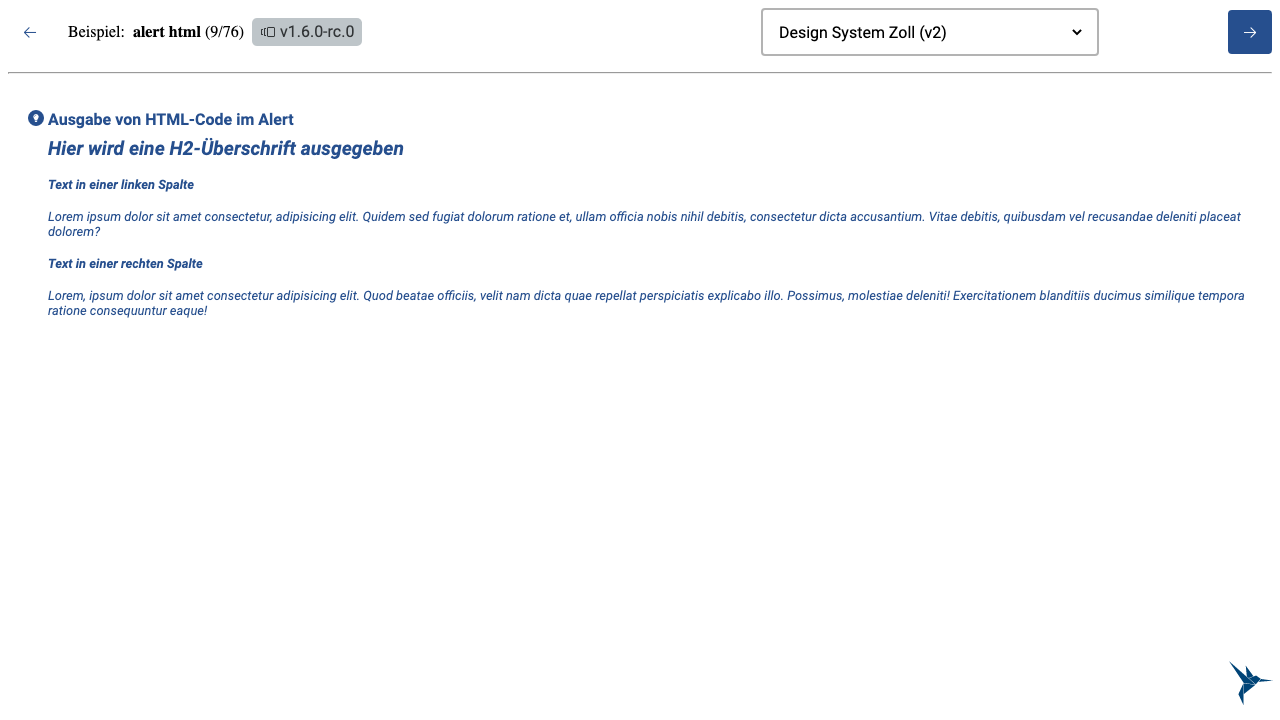 Beispiel: alert html (9/76) v1.6.0-rc.0 Design System Zoll (v2)
Ausgabe von HTML-Code im Alert
Hier wird eine H2-Überschrift ausgegeben
Text in einer linken Spalte
Lorem ipsum dolor sit amet consectetur, adipisicing elit. Quidem sed fugiat dolorum ratione et, ullam officia nobis nihil debitis, consectetur dicta accusantium. Vitae debitis, quibusdam vel recusandae deleniti placeat
dolorem?
Text in einer rechten Spalte
Lorem, ipsum dolor sit amet consectetur adipisicing elit. Quod beatae officiis, velit nam dicta quae repellat perspiciatis explicabo illo. Possimus, molestiae deleniti! Exercitationem blanditiis ducimus similique tempora
ratione consequuntur eaque!